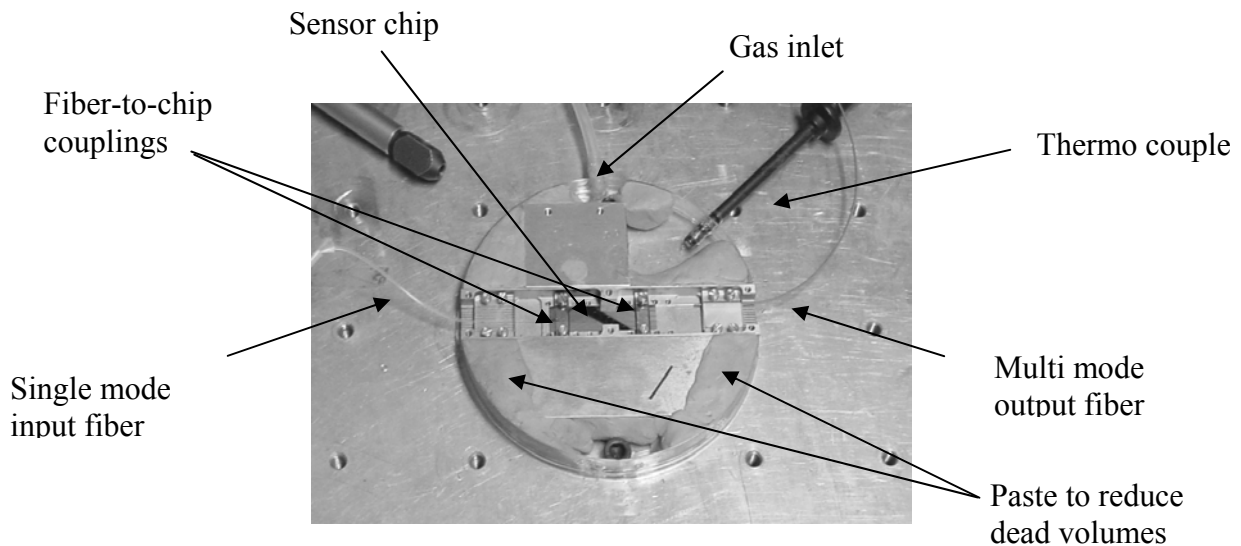 Sensor chip
Gas inlet
Fiber-to-chip
couplings
Thermo couple
Single mode
input fiber
Multi mode
output fiber
Paste to reduce
dead volumes